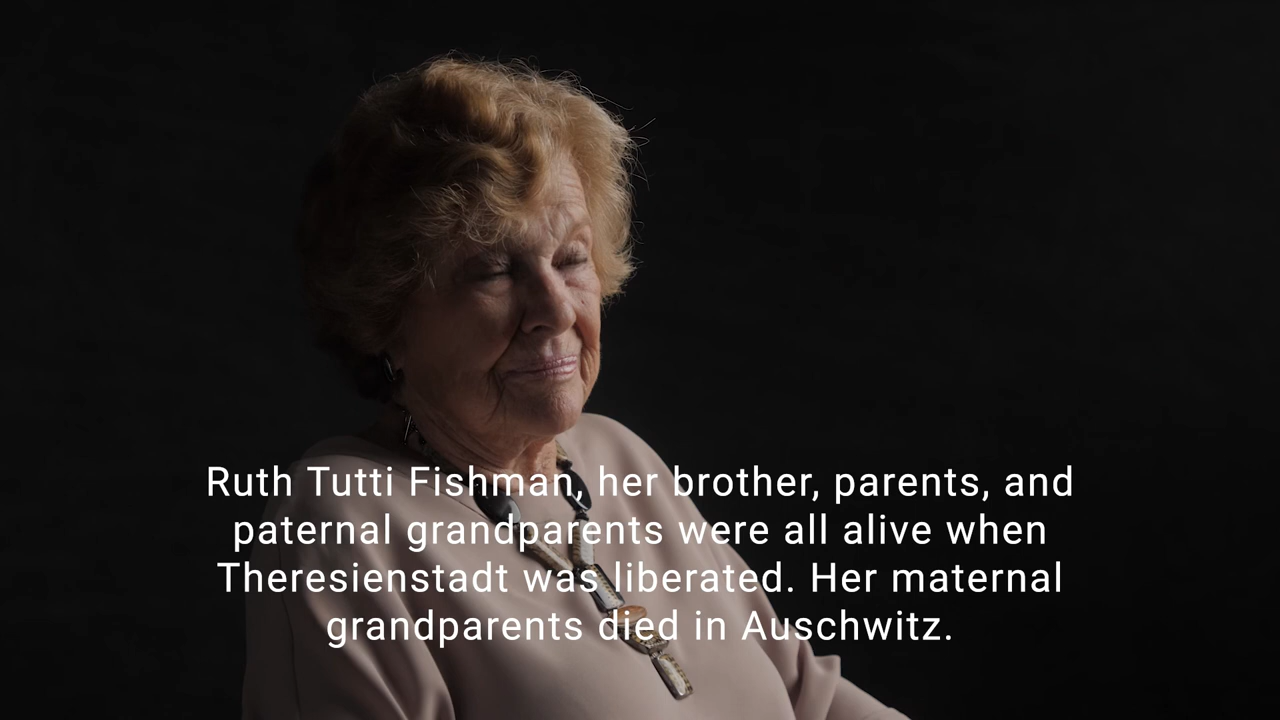 Ruth Tutti Fishman, her brother, parents, and
paternal grandparents were all alive when
Theresienstadt was liberated. Her maternal
grandparents died in Auschwitz.